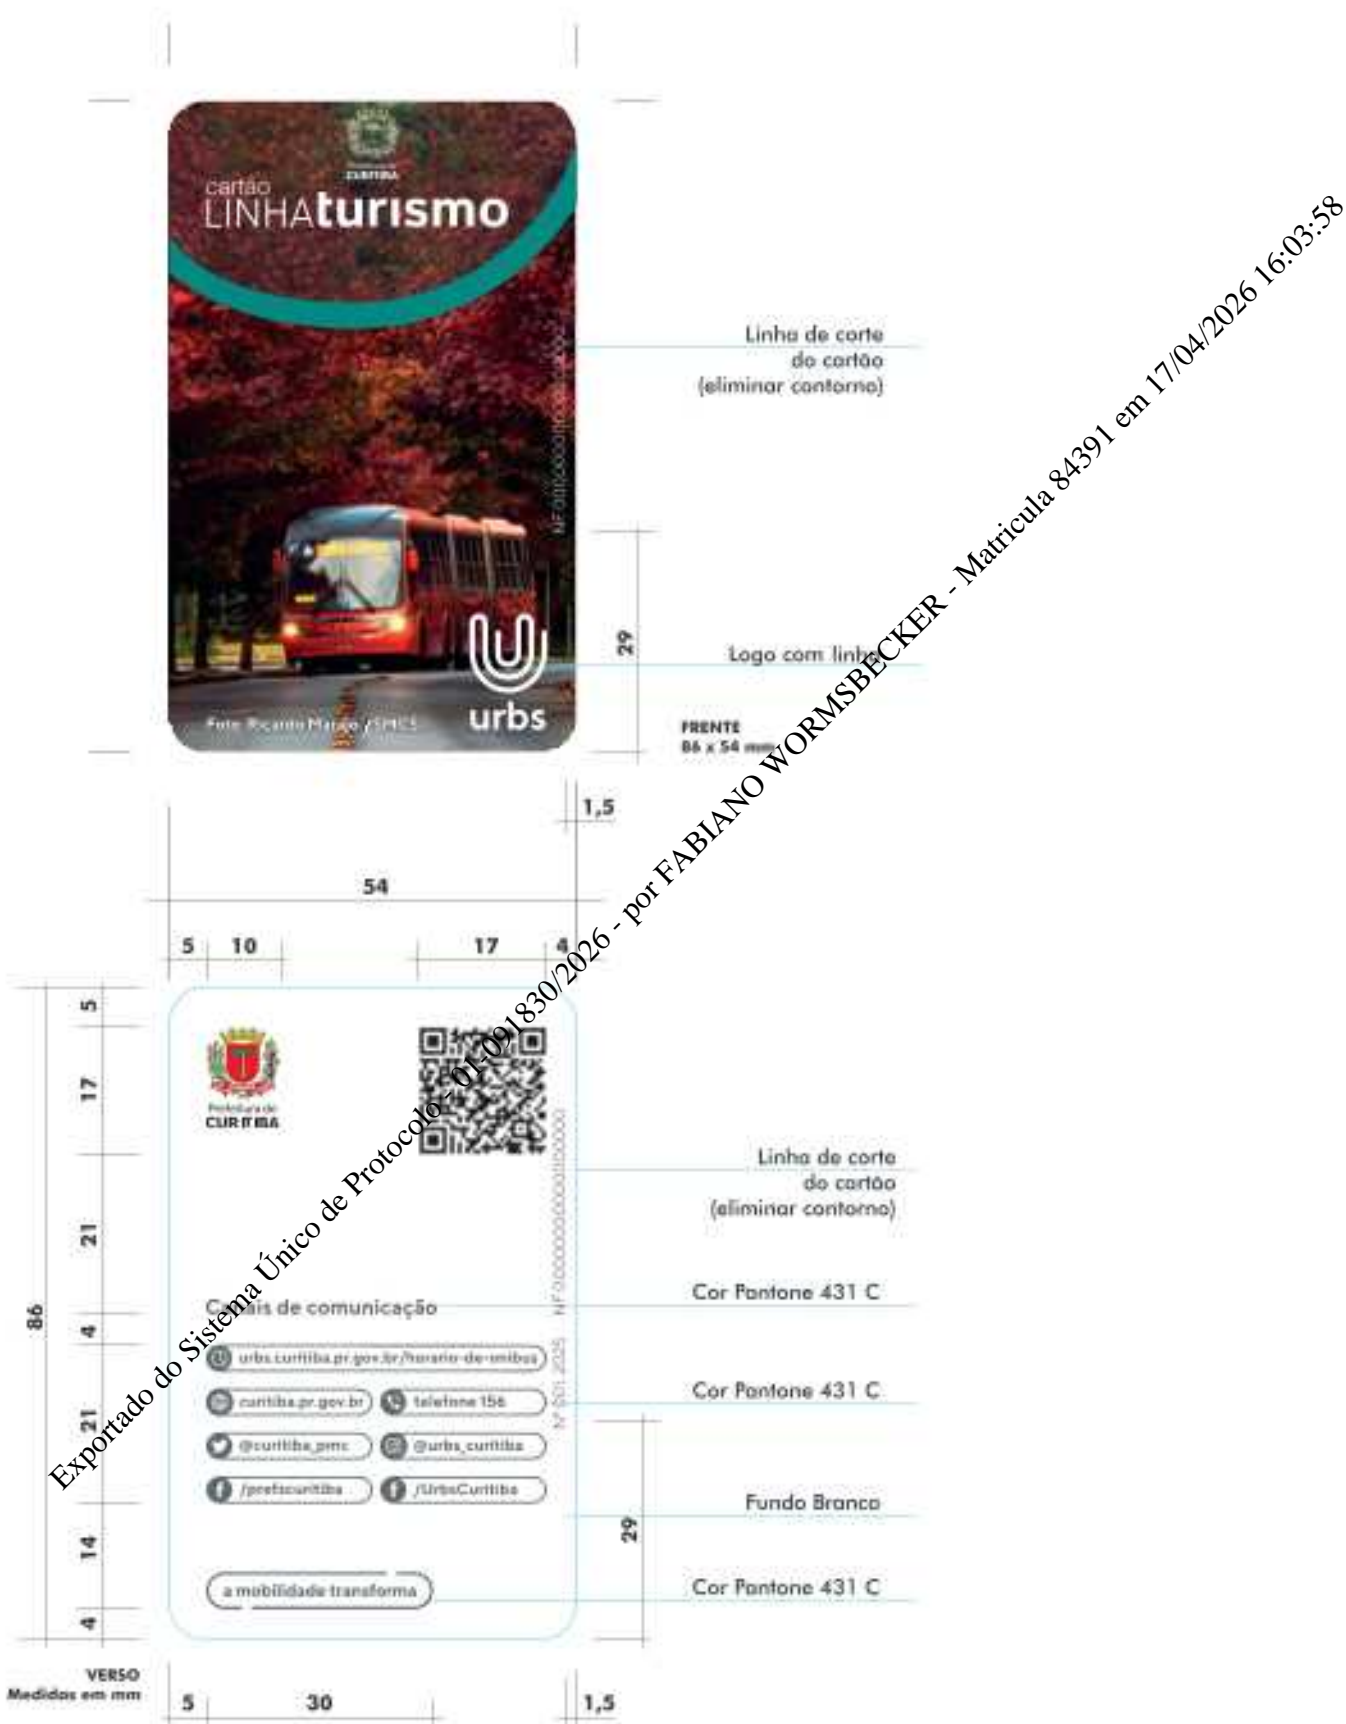 CURITIBA
cartão
LINHAturismo
Linha de corte
do cartão
(eliminar contorno)
29
Logo com linha
urbs
Foto: Ricardo Marajó /SMCS
FRENTE
86 x 54 mm
1,5
54
5 10 17 4
5
17
21
4
21
14
4
86
Prefeitura de
CURITIBA
Linha de corte
do cartão
(eliminar contorno)
Cor Pantone 431 C
Canais de comunicação
urbs.curitiba.pr.gov.br/horario-de-onibus
curitiba.pr.gov.br telefone 156
Cor Pantone 431 C
@curitiba_pmc @urbs_curitiba
/prefscuritiba /UrbsCuritiba
Fundo Branco
29
a mobilidade transforma
Cor Pantone 431 C
VERSO
Medidas em mm
5 30 1,5
Exportado do Sistema Único de Protocolo - 01-091830/2026 - por FABIANO WORMSBECKER - Matricula 84391 em 17/04/2026 16:03:58